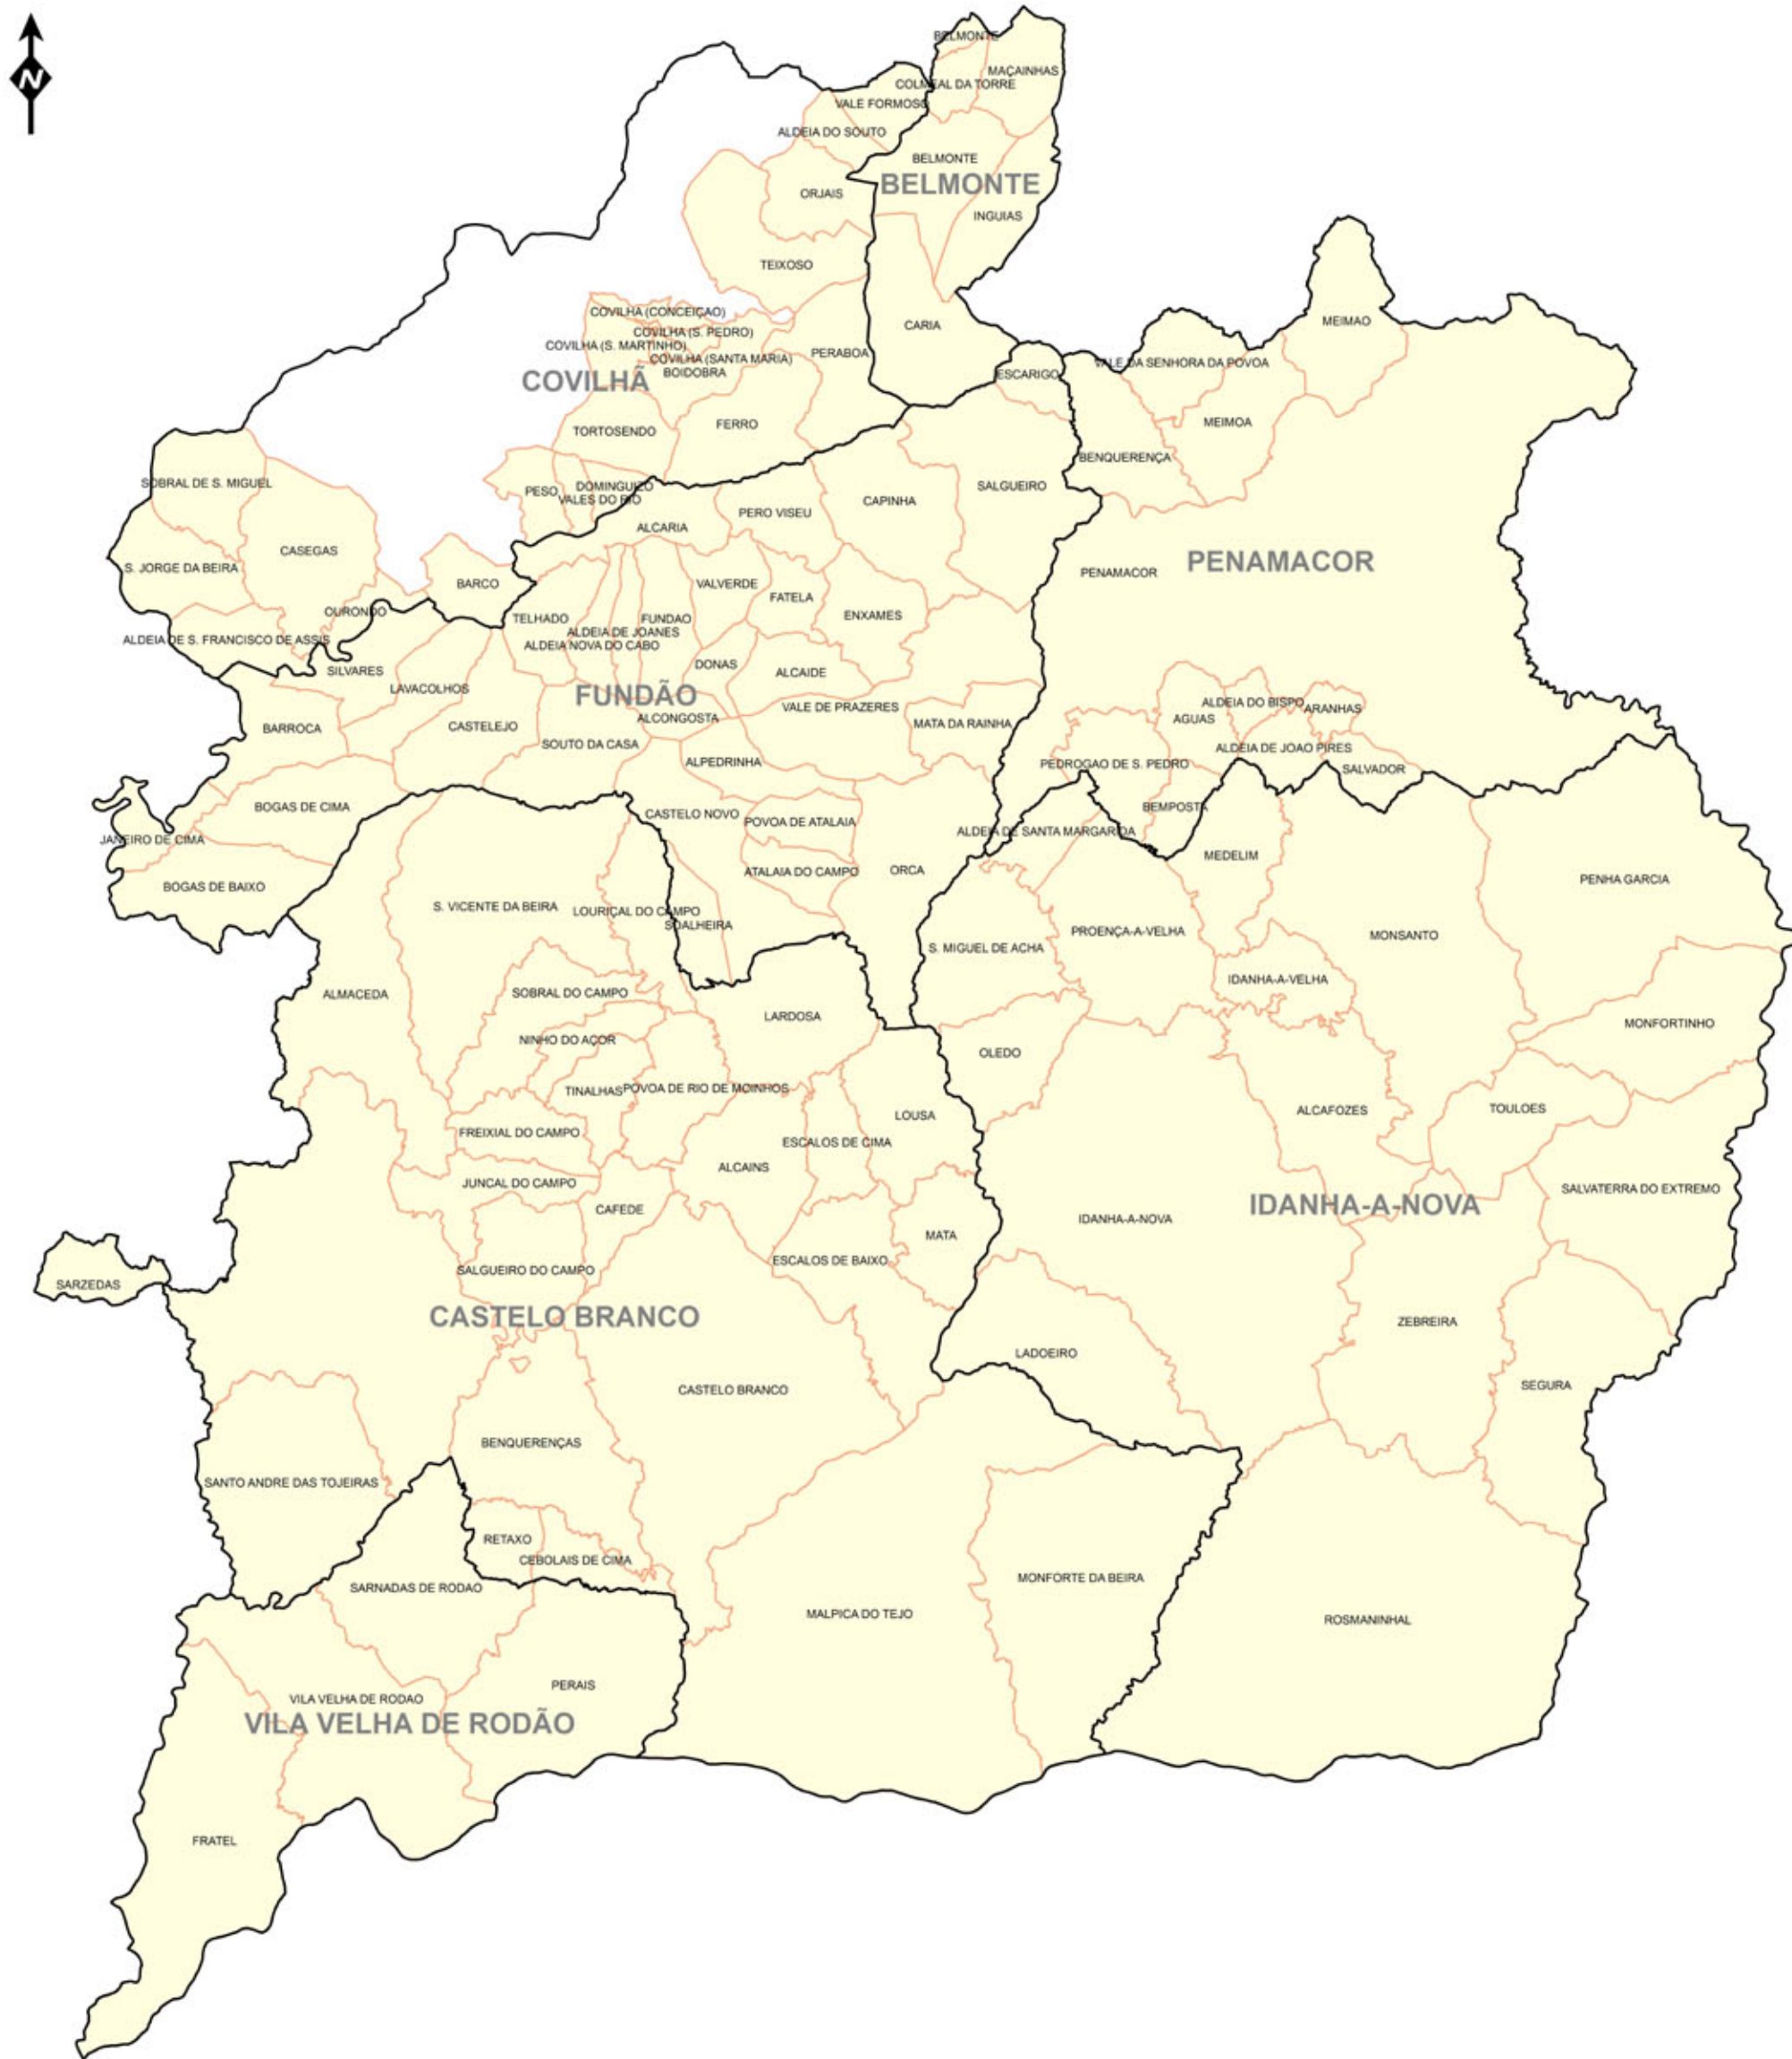 N
BELMONTE
MAÇAINHAS
COLMEAL DA TORRE
VALE FORMOSO
ALDEIA DO SOUTO
BELMONTE
BELMONTE
ORJAIS
INGUIAS
TEIXOSO
COVILHA (CONCEIÇAO)
MEIMAO
CARIA
COVILHA (S. PEDRO)
COVILHA (S. MARTINHO)
PERABOA
COVILHA (SANTA MARIA)
VALE DA SENHORA DA POVOA
BOIDOBRA
ESCARIGO
COVILHÃ
MEIMOA
FERRO
TORTOSENDO
BENQUERENÇA
SOBRAL DE S. MIGUEL
SALGUEIRO
DOMINGUIZO
PESO
VALES DO RIO
CAPINHA
PERO VISEU
ALCARIA
CASEGAS
PENAMACOR
S. JORGE DA BEIRA
PENAMACOR
BARCO
VALVERDE
FATELA
OURONDO
ENXAMES
TELHADO
FUNDAO
ALDEIA DE JOANES
ALDEIA DE S. FRANCISCO DE ASSIS
ALDEIA NOVA DO CABO
DONAS
SILVARES
ALCAIDE
LAVACOLHOS
FUNDÃO
ALDEIA DO BISPO
VALE DE PRAZERES
ARANHAS
ALCONGOSTA
AGUAS
MATA DA RAINHA
CASTELEJO
BARROCA
SOUTO DA CASA
ALDEIA DE JOAO PIRES
ALPEDRINHA
PEDROGAO DE S. PEDRO
SALVADOR
BOGAS DE CIMA
BEMPOSTA
CASTELO NOVO
POVOA DE ATALAIA
ALDEIA DE SANTA MARGARIDA
JANEIRO DE CIMA
MEDELIM
ATALAIA DO CAMPO
ORCA
PENHA GARCIA
BOGAS DE BAIXO
S. VICENTE DA BEIRA
LOURIÇAL DO CAMPO
SOALHEIRA
PROENÇA-A-VELHA
MONSANTO
S. MIGUEL DE ACHA
IDANHA-A-VELHA
SOBRAL DO CAMPO
ALMACEDA
LARDOSA
MONFORTINHO
NINHO DO AÇOR
OLEDO
POVOA DE RIO DE MOINHOS
TINALHAS
TOULOES
ALCAFOZES
LOUSA
FREIXIAL DO CAMPO
ESCALOS DE CIMA
ALCAINS
JUNCAL DO CAMPO
SALVATERRA DO EXTREMO
IDANHA-A-NOVA
CAFEDE
IDANHA-A-NOVA
MATA
ESCALOS DE BAIXO
SALGUEIRO DO CAMPO
SARZEDAS
CASTELO BRANCO
ZEBREIRA
LADOEIRO
SEGURA
CASTELO BRANCO
BENQUERENÇAS
SANTO ANDRE DAS TOJEIRAS
RETAXO
CEBOLAIS DE CIMA
MONFORTE DA BEIRA
SARNADAS DE RODAO
MALPICA DO TEJO
ROSMANINHAL
PERAIS
VILA VELHA DE RODAO
VILA VELHA DE RODÃO
FRATEL